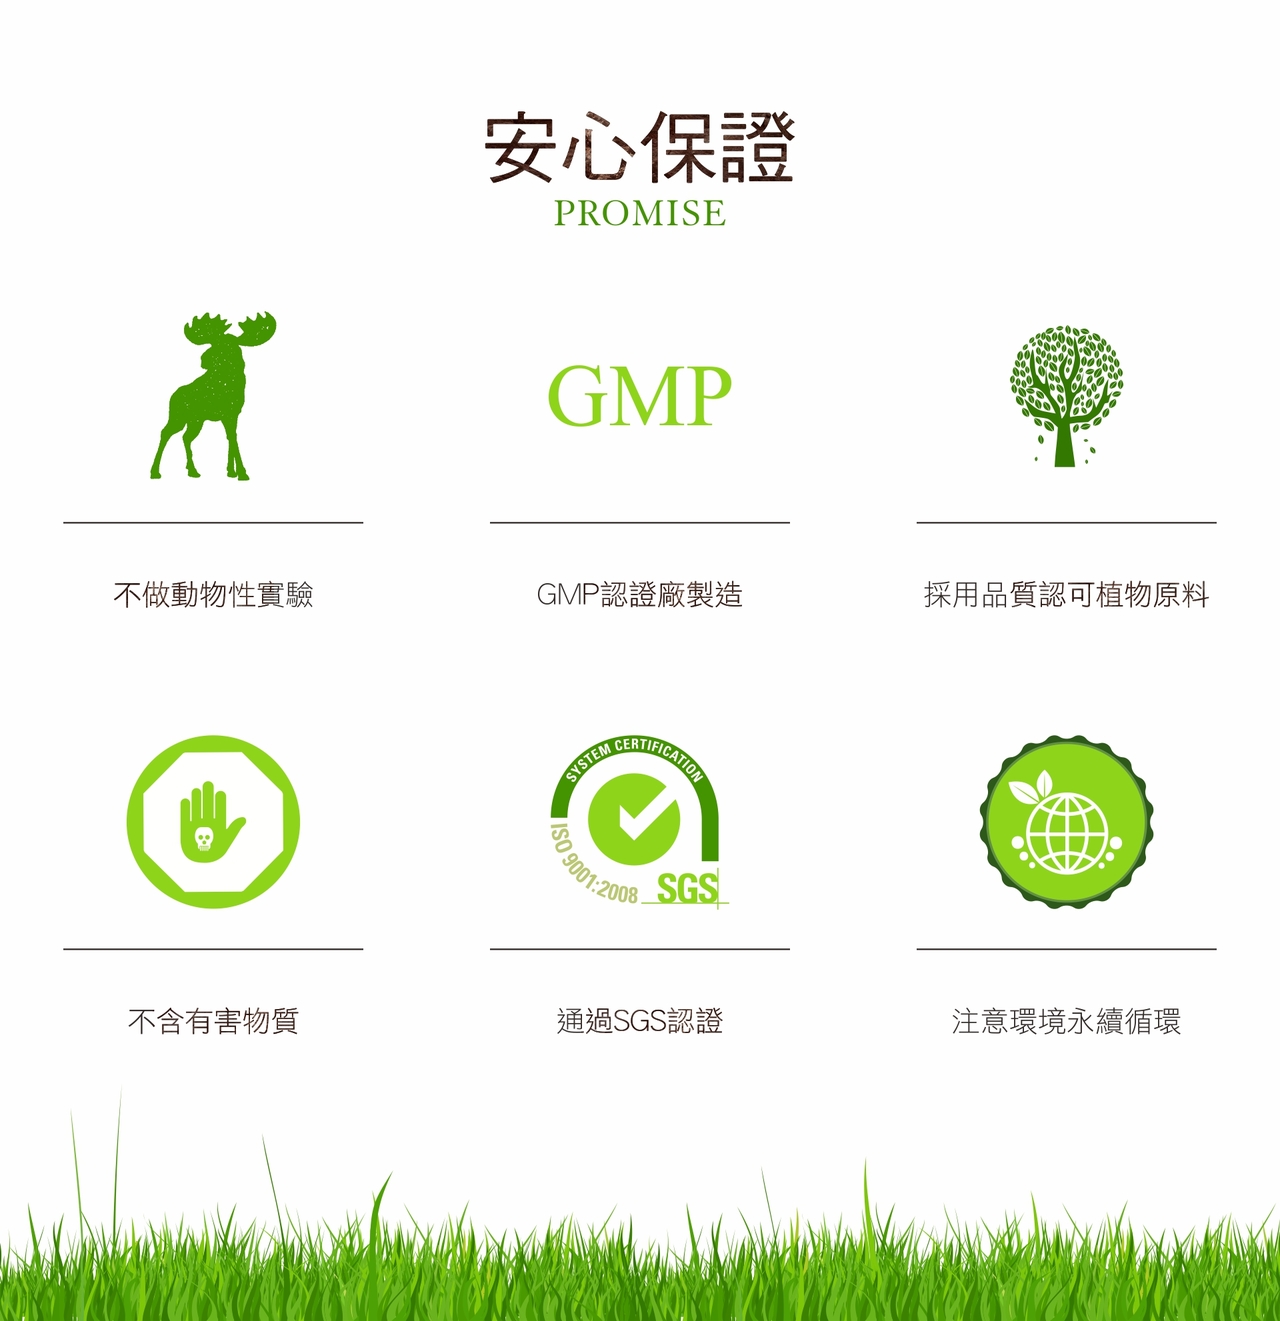 安心保證
PROMISE
GMP
不做動物性實驗
GMP認證廠製造
採用品質認可植物原料
SYSTEM CERTIFICATION
ISO 9001:2008
SGS
不含有害物質
通過SGS認證
注意環境永續循環